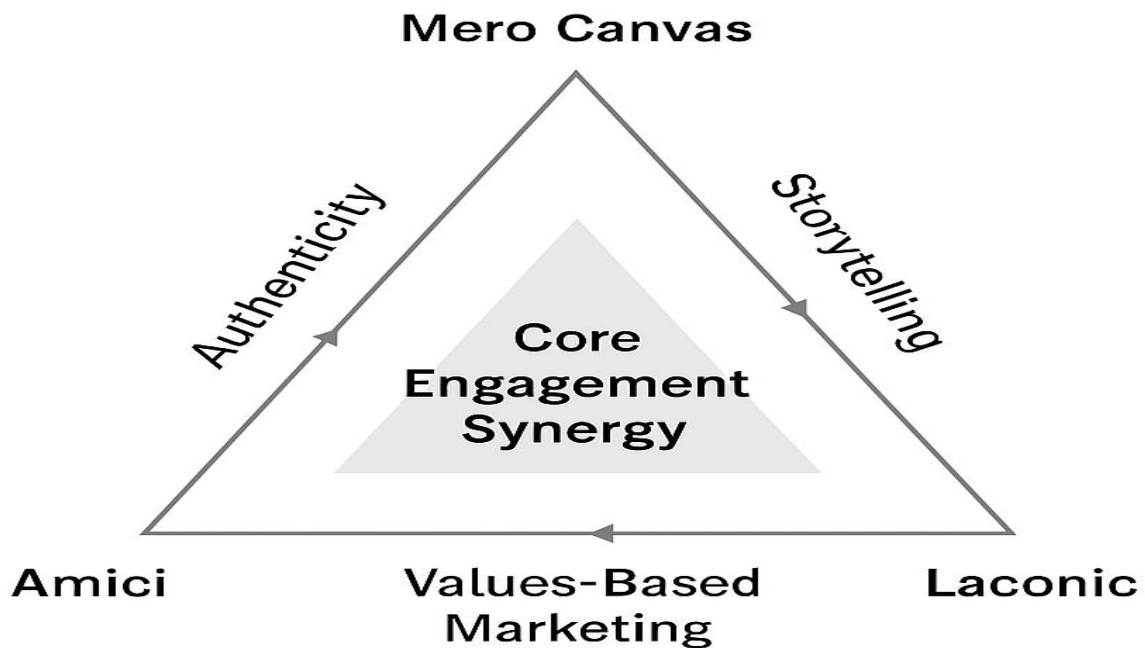 Mero Canvas
Authenticity
Storytelling
Core
Engagement
Synergy
Amici
Values-Based
Marketing
Laconic